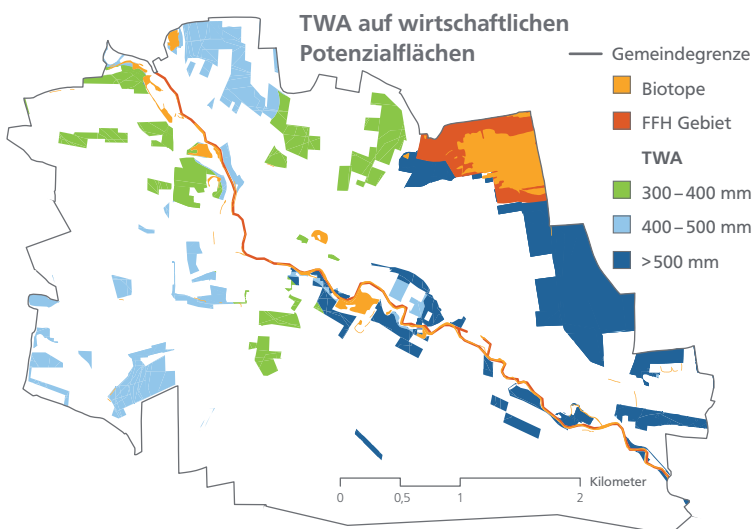 TWA auf wirtschaftlichen
Potenzialflächen
Gemeindegrenze
Biotope
FFH Gebiet
TWA
300–400 mm
400–500 mm
>500 mm
Kilometer
0 0,5 1 2